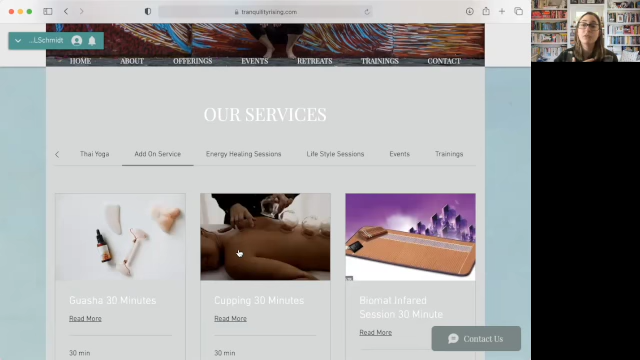 tranquilityrising.com
...LSchmidt
HOME ABOUT OFFERINGS EVENTS RETREATS TRAININGS CONTACT
OUR SERVICES
Thai Yoga Add On Service Energy Healing Sessions Life Style Sessions Events Trainings
Guasha 30 Minutes
Read More
30 min
Cupping 30 Minutes
Read More
30 min
Biomat Infared
Session 30 Minute
Read More
Contact Us